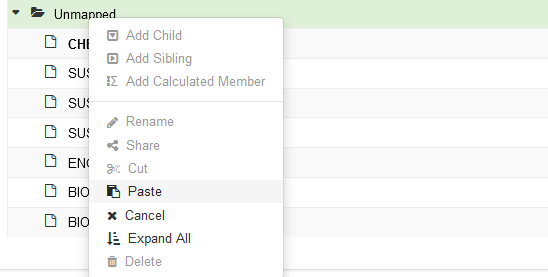 Unmapped
CHE
SUS
SUS
SUS
ENG
BIO
BIO
Add Child
Add Sibling
Add Calculated Member
Rename
Share
Cut
Paste
Cancel
Expand All
Delete